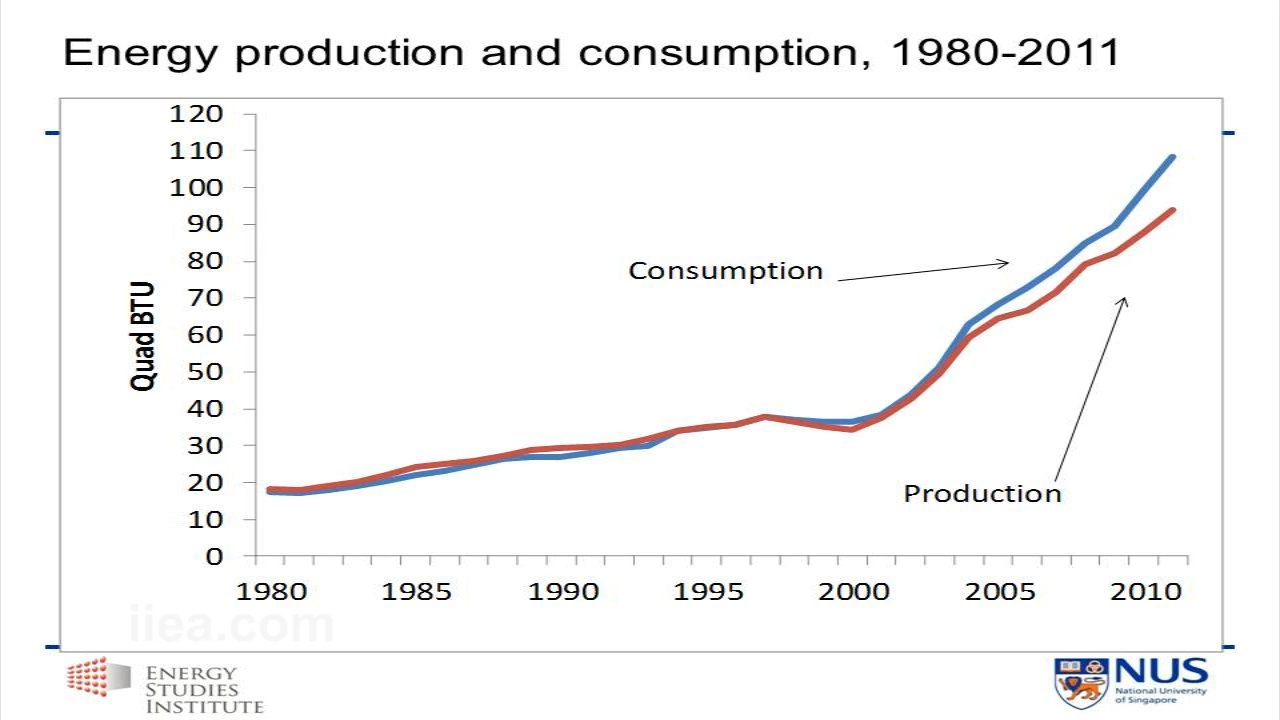 Energy production and consumption, 1980-2011
120
110
100
90
80
70
60
50
40
30
20
10
0
Quad BTU
Consumption
Production
1980 1985 1990 1995 2000 2005 2010
iiea.com
ENERGY
STUDIES
INSTITUTE
NUS
National University
of Singapore